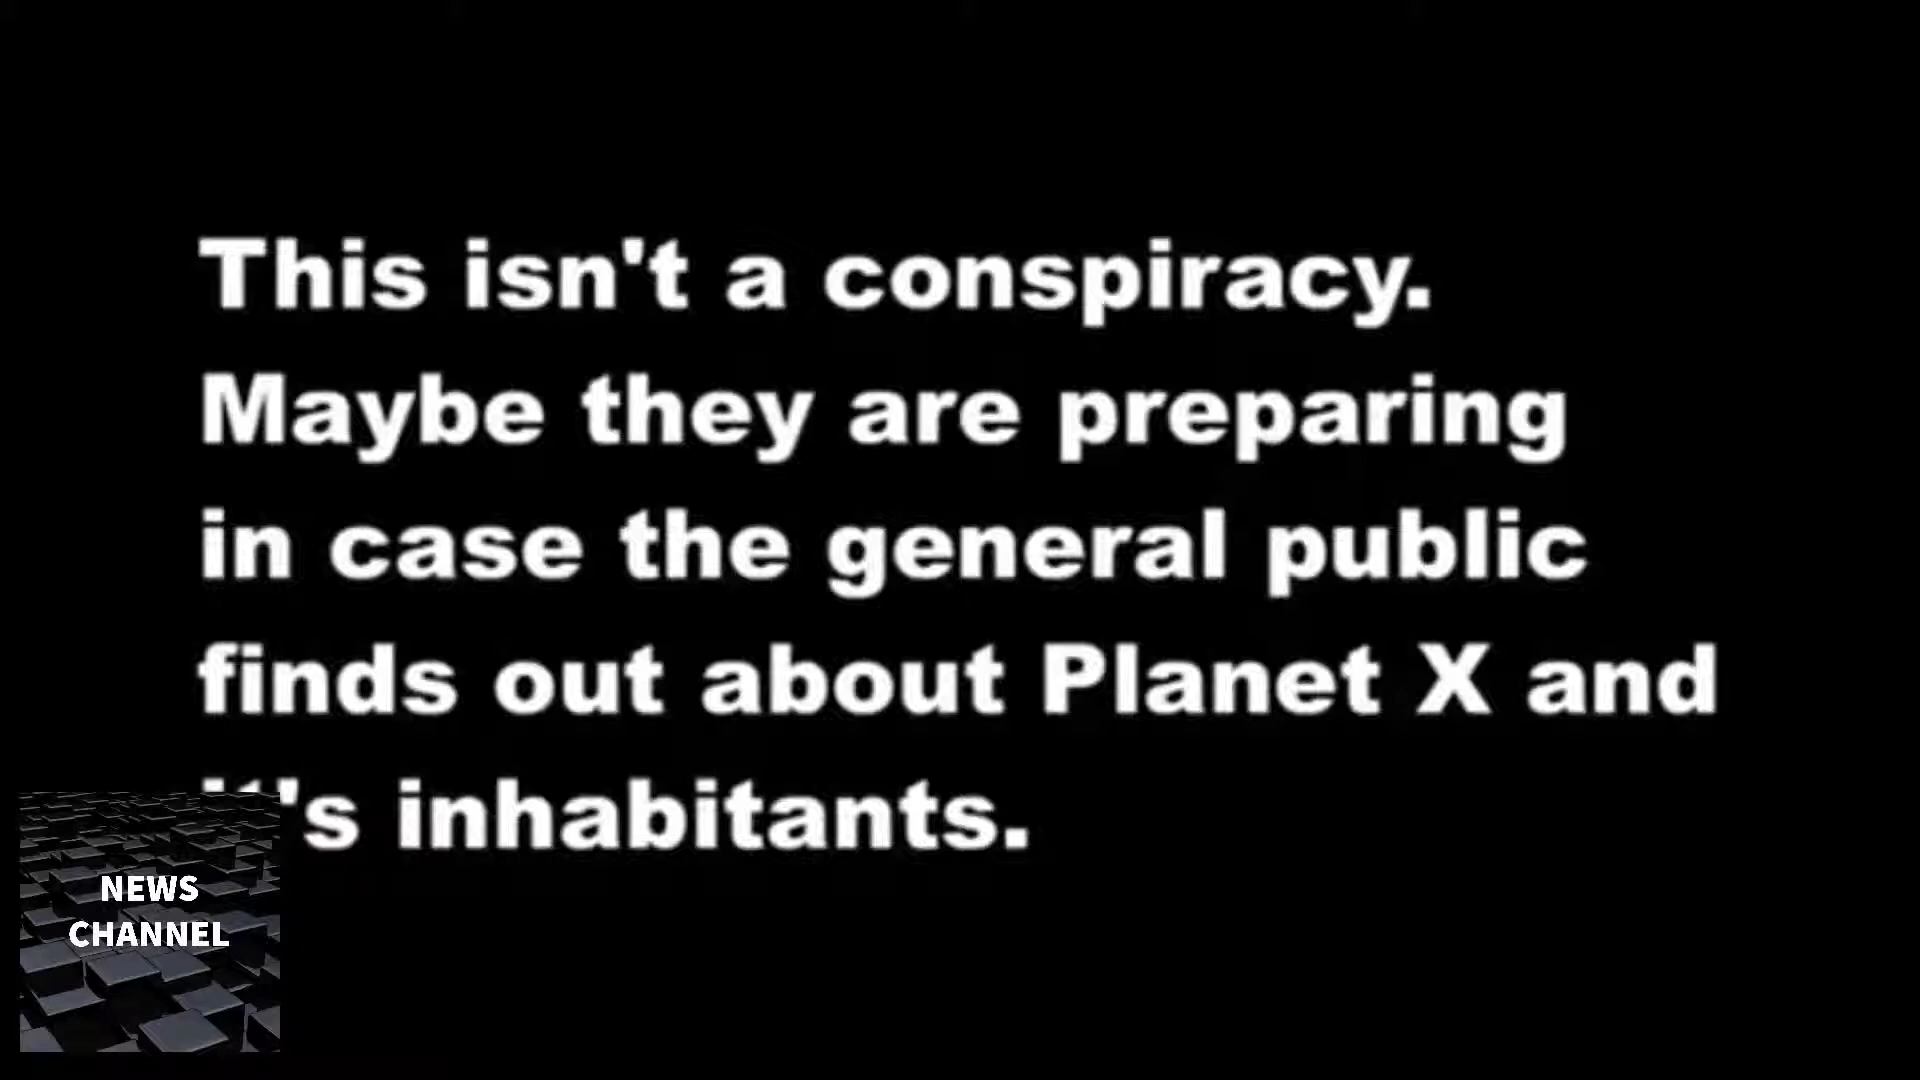 This isn't a conspiracy.
Maybe they are preparing
in case the general public
finds out about Planet X and
it's inhabitants.
NEWS
CHANNEL